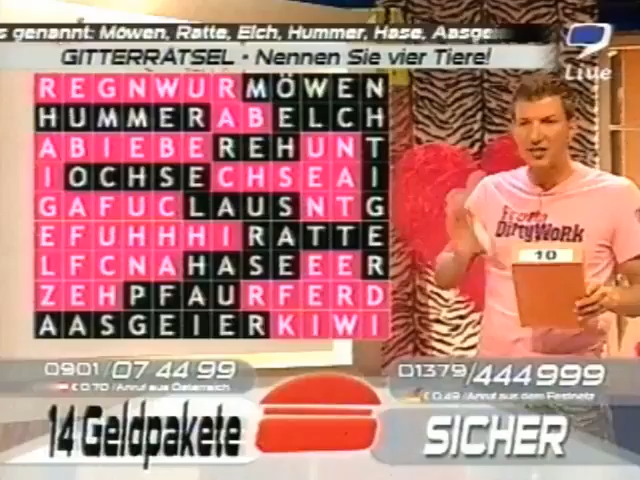 s genannt: Möwen, Ratte, Elch, Hummer, Hase, Aasge
GITTERRÄTSEL - Nennen Sie vier Tiere!
Live
REGNWURMÖWEN
HUMMERABELCH
ABIEBEREHUNT
IOCHSECHSEAI
GAFUCLAUSNTG
EFUHHHIRATTE
LFCNAHASEEER
ZEHPFAURFERD
AASGEIERKIWI
From
DirtyWoRk
10
0901/07 44 99
€ 0.70 /Anruf aus Österreich
01379/444 999
€ 0.49 /Anruf aus dem Festnetz
14 Geldpakete
SICHER